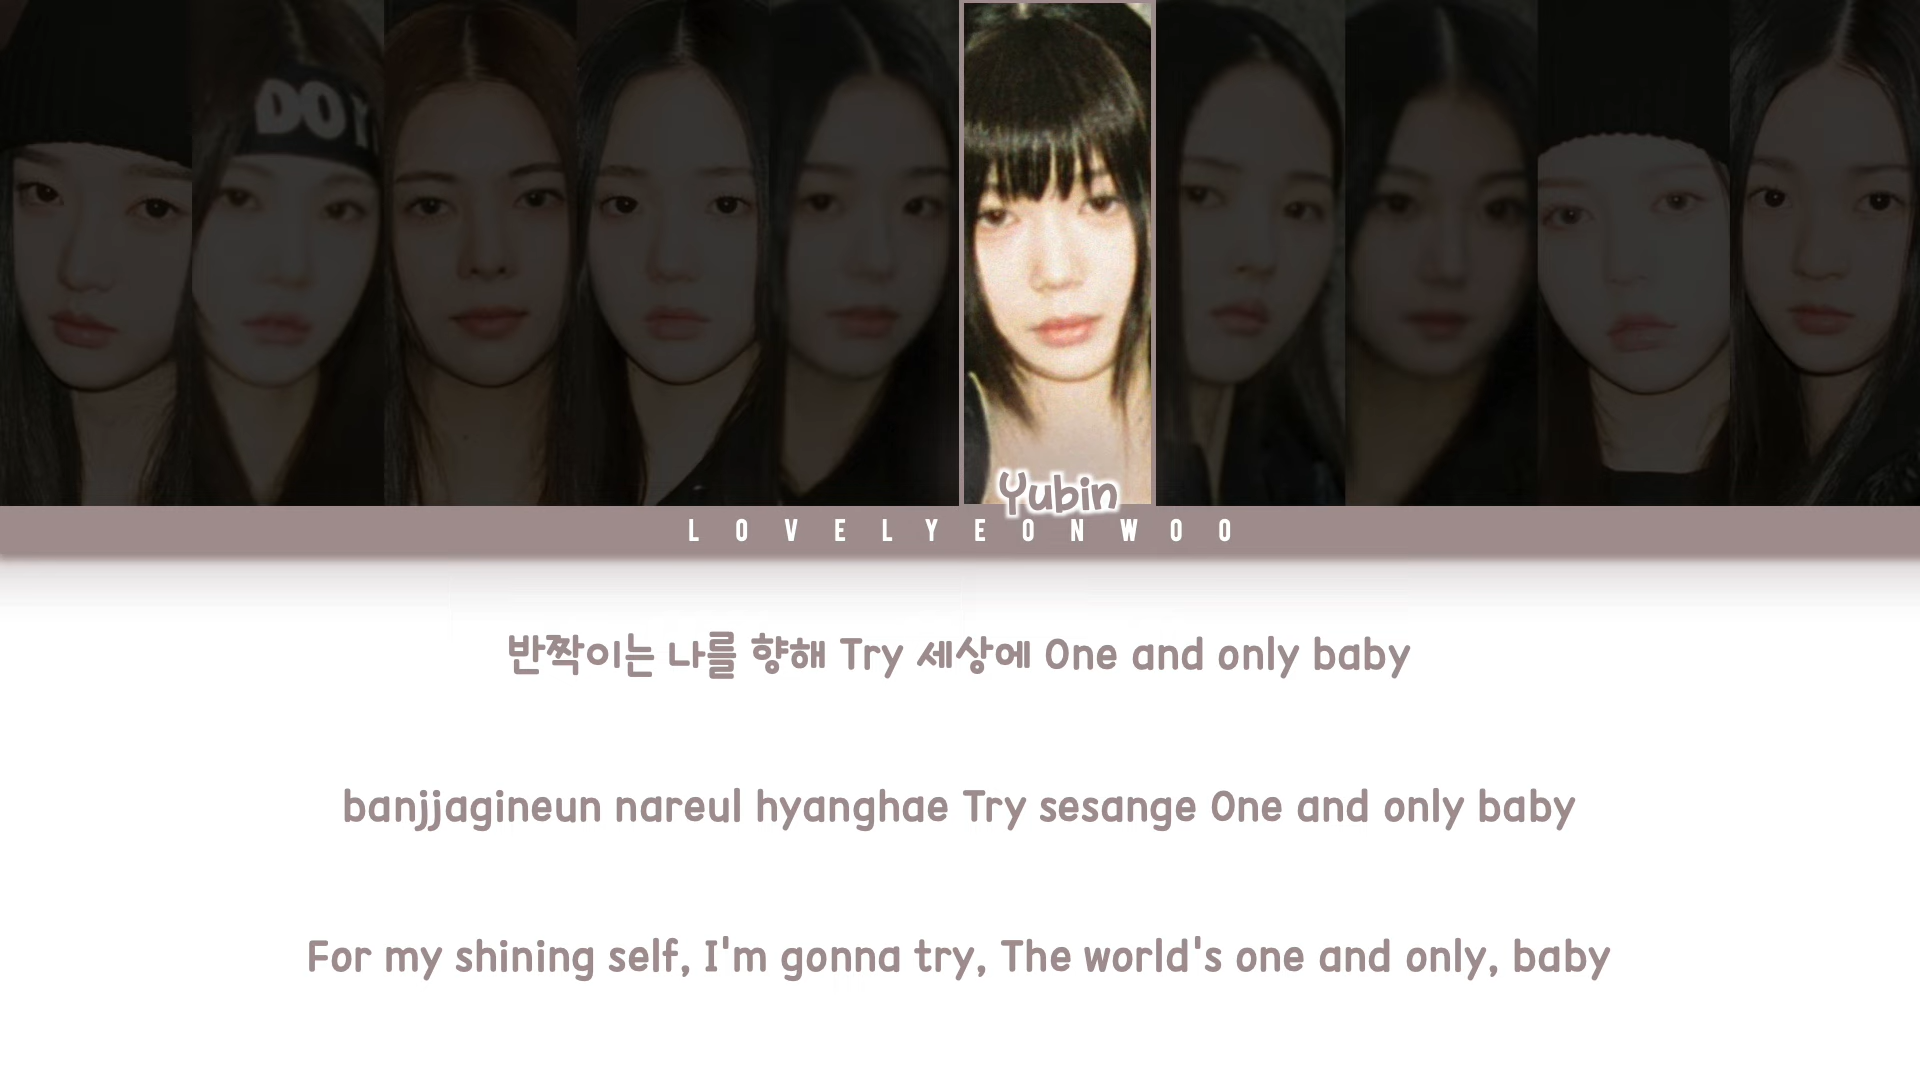 DOY
Yubin
LOVELYEONWOO
반짝이는 나를 향해 Try 세상에 One and only baby
banjjagineun nareul hyanghae Try sesange One and only baby
For my shining self, I'm gonna try, The world's one and only, baby